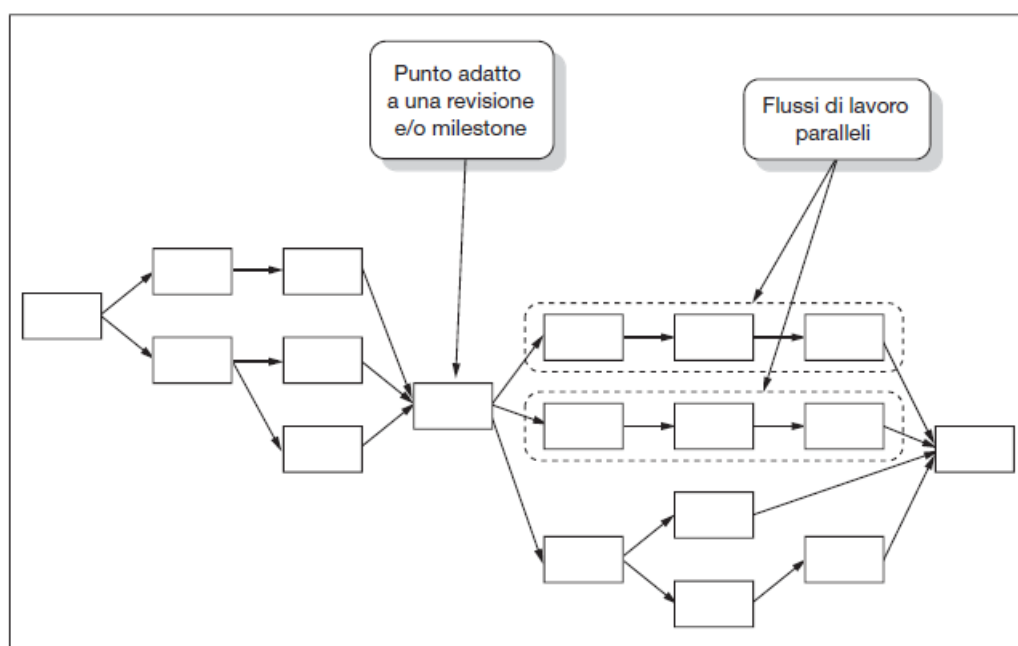 Punto adatto
a una revisione
e/o milestone
Flussi di lavoro
paralleli